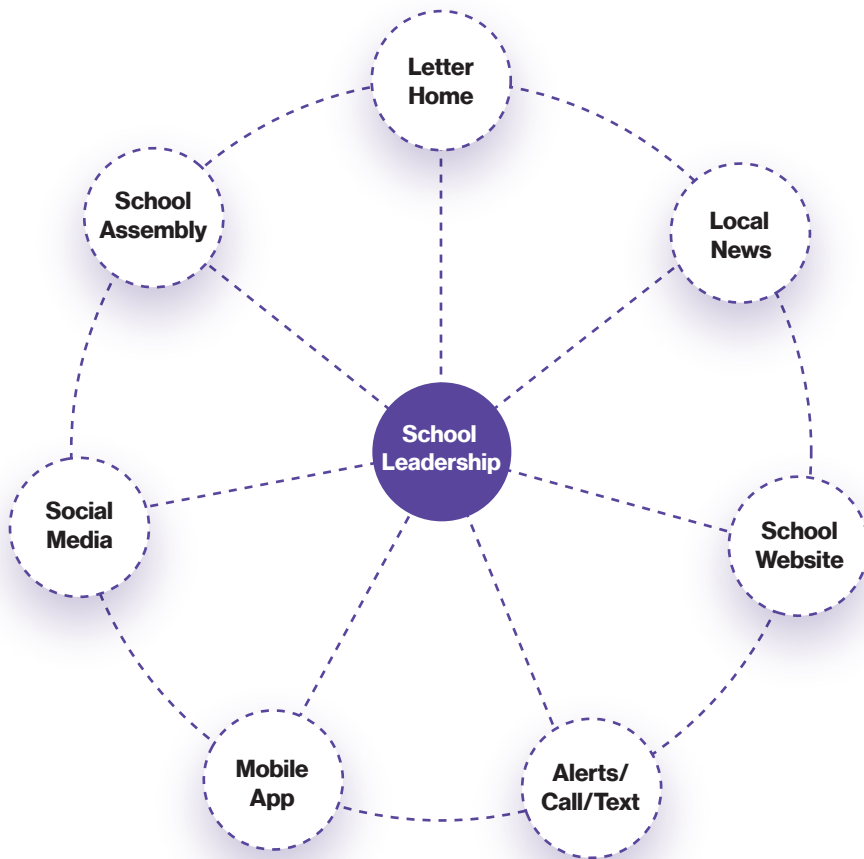 Letter
Home
School
Assembly
Local
News
School
Leadership
Social
Media
School
Website
Mobile
App
Alerts/
Call/Text